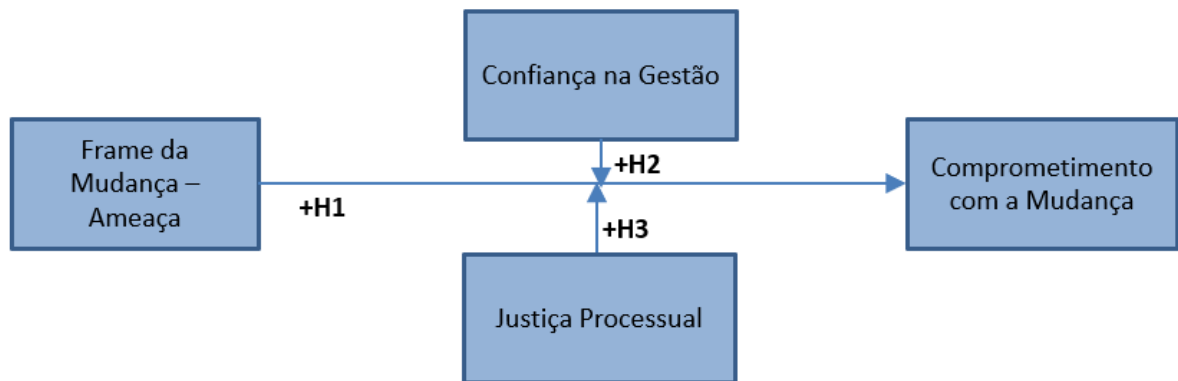 Confiança na Gestão
Frame da
Mudança –
Ameaça
+H1
+H2
+H3
Comprometimento
com a Mudança
Justiça Processual